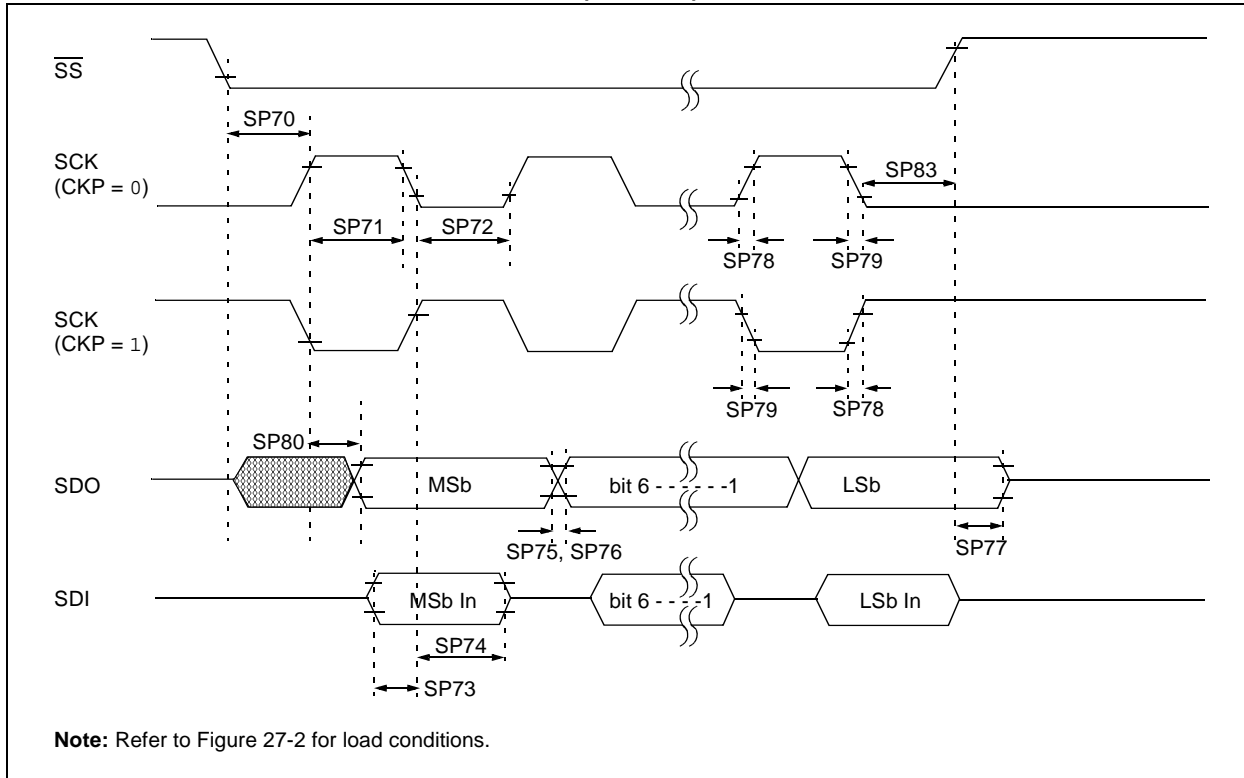 SS
SP70
SCK
(CKP = 0)
SP83
SP71
SP72
SP78
SP79
SCK
(CKP = 1)
SP79
SP78
SP80
SDO
MSb
bit 6 - - - - - -1
LSb
SP75, SP76
SP77
SDI
MSb In
bit 6 - - - -1
LSb In
SP74
SP73
Note: Refer to Figure 27-2 for load conditions.